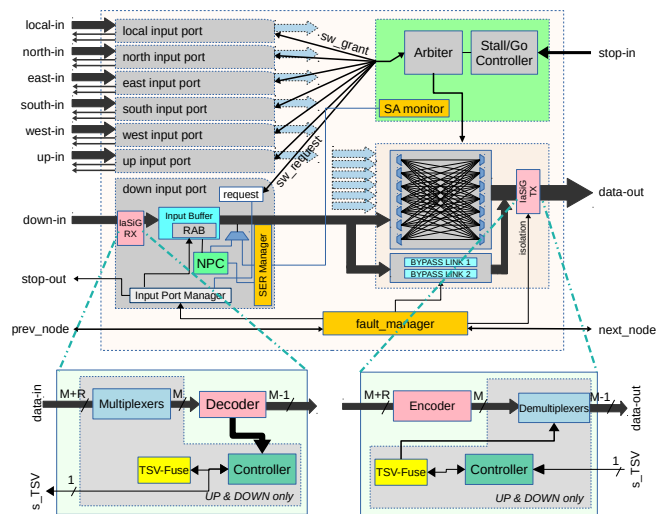 local-in
local input port
sw_grant
Arbiter
Stall/Go
Controller
stop-in
north-in
north input port
east-in
east input port
south-in
south input port
SA monitor
west-in
west input port
up-in
up input port
sw_request
down input port
request
IaSiG
TX
data-out
down-in
IaSiG
RX
Input Buffer
RAB
NPC
SER Manager
BYPASS LINK 1
BYPASS LINK 2
isolation
stop-out
Input Port Manager
prev_node
fault_manager
next_node
data-in
M+R
Multiplexers
M
Decoder
M-1
TSV-Fuse
Controller
s_TSV
1
UP & DOWN only
M+R
Encoder
M
Demultiplexers
M-1
data-out
TSV-Fuse
Controller
1
s_TSV
UP & DOWN only